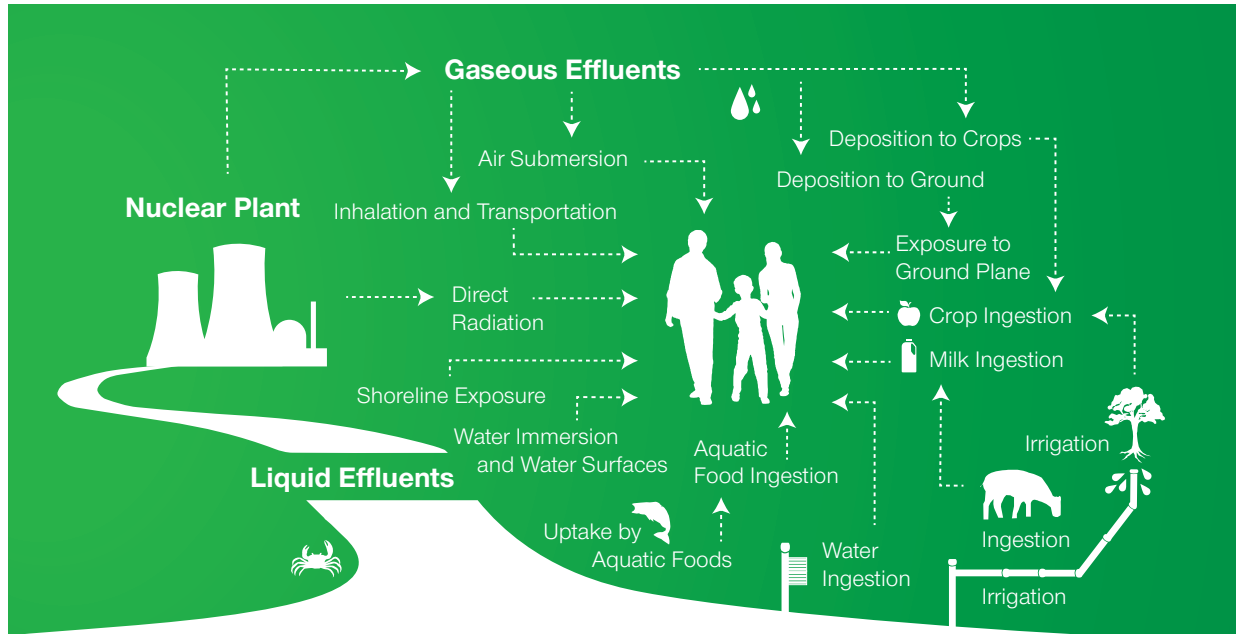 Gaseous Effluents
Deposition to Crops
Air Submersion
Deposition to Ground
Nuclear Plant
Inhalation and Transportation
Exposure to
Ground Plane
Direct
Radiation
Crop Ingestion
Milk Ingestion
Shoreline Exposure
Water Immersion
and Water Surfaces
Aquatic
Food Ingestion
Irrigation
Liquid Effluents
Uptake by
Aquatic Foods
Water
Ingestion
Ingestion
Irrigation